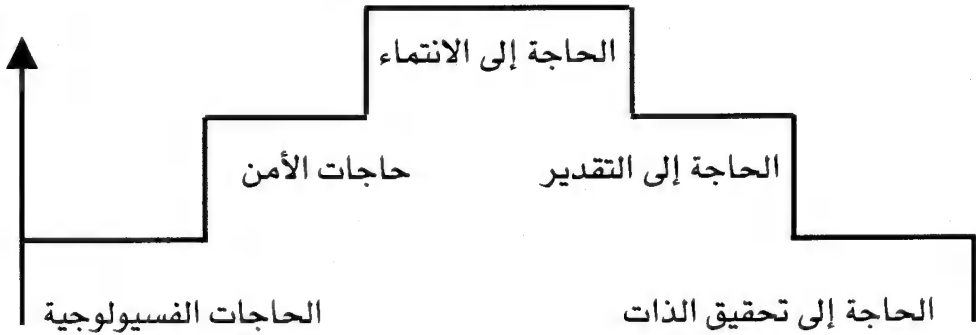 الحاجة إلى الانتماء
الحاجة إلى التقدير
حاجات الأمن
الحاجة إلى تحقيق الذات
الحاجات الفسيولوجية